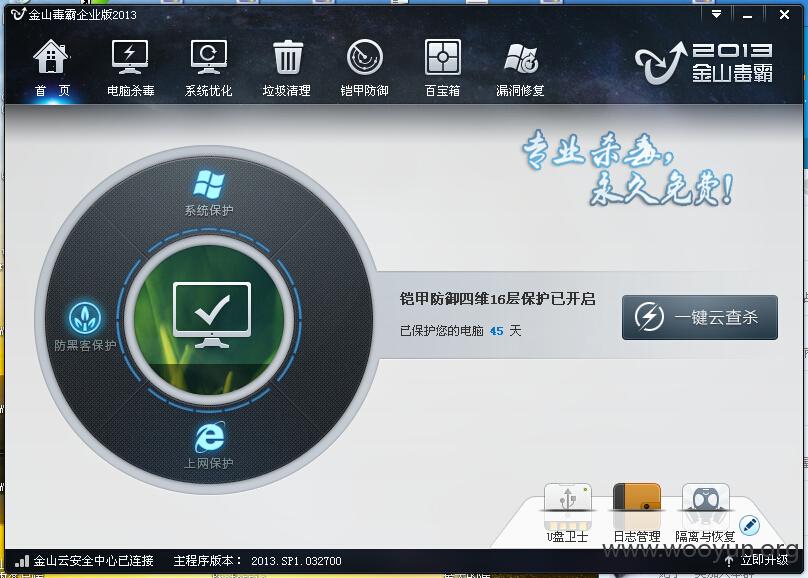 金山毒霸企业版2013
首 页
电脑杀毒
系统优化
垃圾清理
铠甲防御
百宝箱
漏洞修复
2013
金山毒霸
专业杀毒,
永久免费!
系统保护
防黑客保护
上网保护
铠甲防御四维16层保护已开启
已保护您的电脑 45 天
一键云查杀
U盘卫士
日志管理
隔离与恢复
www.wooyun.org
金山云安全中心已连接
主程序版本: 2013.SP1.032700
立即升级